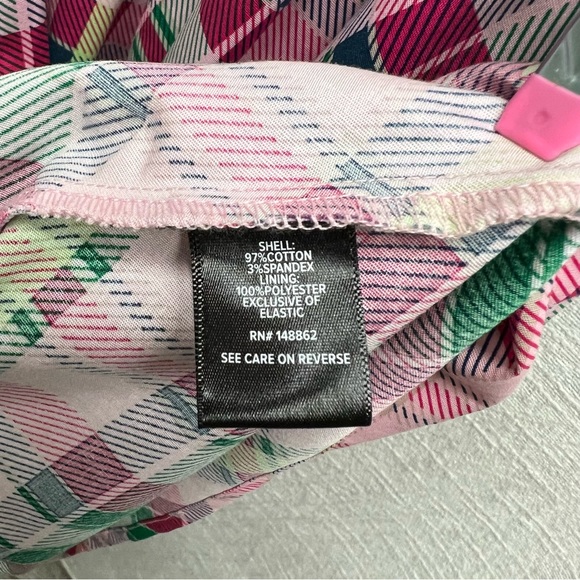 SHELL:
97%COTTON
3%SPANDEX
LINING:
100%POLYESTER
EXCLUSIVE OF
ELASTIC
RN# 148862
SEE CARE ON REVERSE